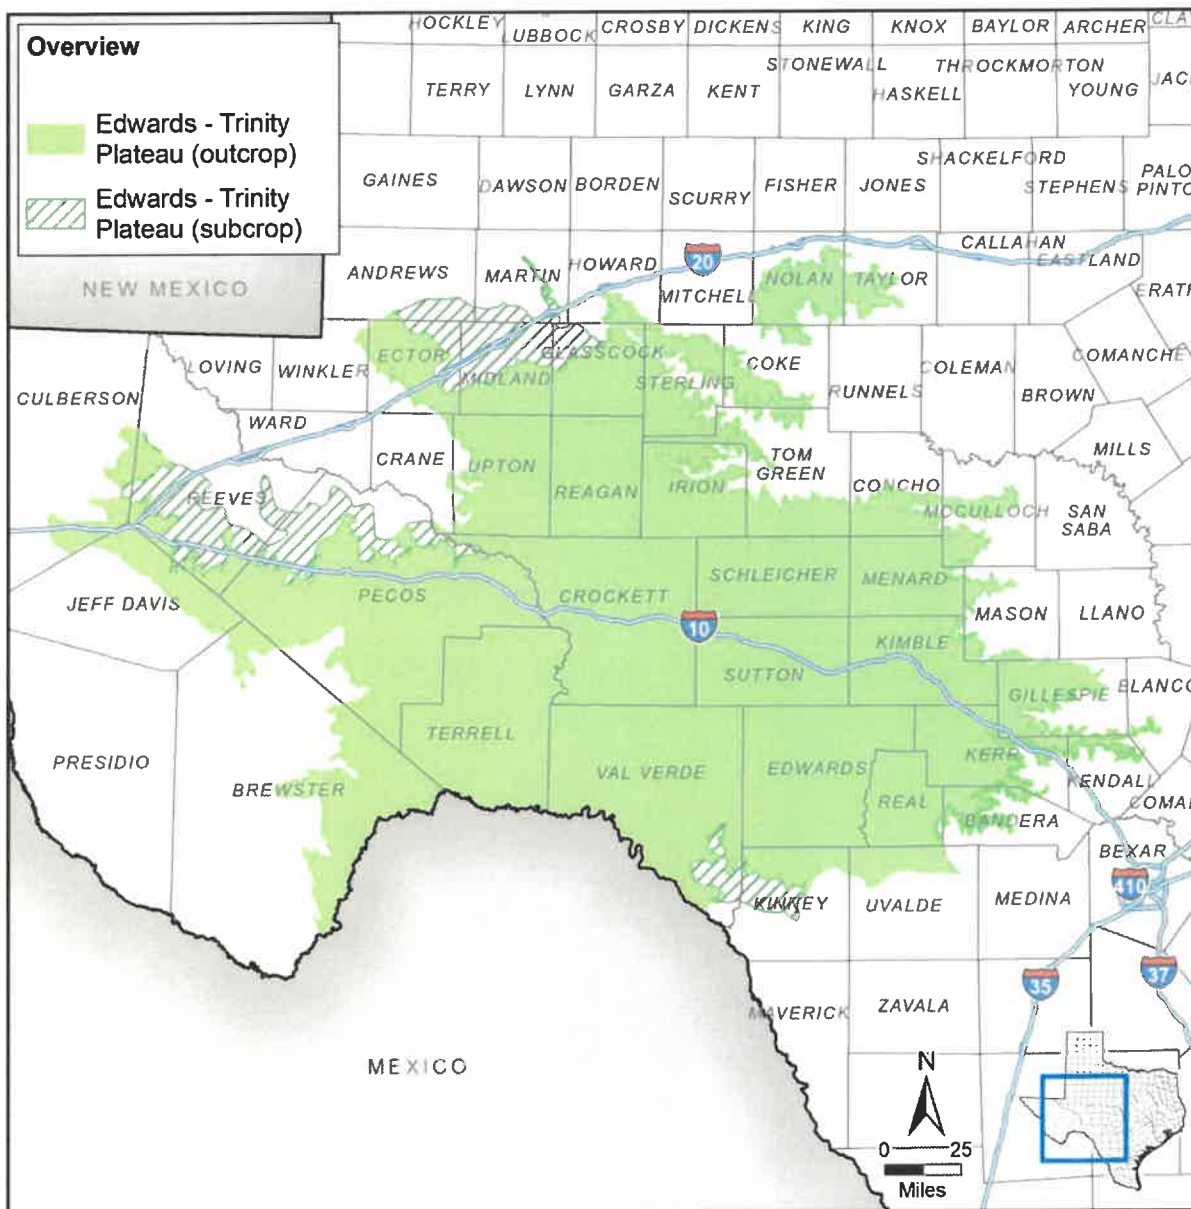 Overview
Edwards - Trinity
Plateau (outcrop)
Edwards - Trinity
Plateau (subcrop)
HOCKLEY
LUBBOCK
CROSBY
DICKENS
KING
KNOX
BAYLOR
ARCHER
CLA
TERRY
LYNN
GARZA
KENT
STONEWALL
HASKELL
THROCKMORTON
YOUNG
JAC
GAINES
DAWSON
BORDEN
SCURRY
FISHER
JONES
SHACKELFORD
STEPHENS
PALO
PINTO
NEW MEXICO
ANDREWS
MARTIN
HOWARD
20
MITCHELL
NOLAN
TAYLOR
CALLAHAN
EASTLAND
ERATH
CULBERSON
LOVING
WINKLER
ECTOR
MIDLAND
GLASSCOCK
STERLING
COKE
RUNNELS
COLEMAN
BROWN
COMANCHE
WARD
CRANE
UPTON
REAGAN
IRION
TOM
GREEN
CONCHO
MCCULLOCH
SAN
SABA
MILLS
REEVES
JEFF DAVIS
PECOS
CROCKETT
SCHLEICHER
MENARD
MASON
LLANO
10
SUTTON
KIMBLE
GILLESPIE
BLANCO
PRESIDIO
BREWSTER
TERRELL
VAL VERDE
EDWARDS
REAL
KERR
KENDALL
COMAL
BANDERA
BEXAR
410
KINNEY
UVALDE
MEDINA
35
37
MAVERICK
ZAVALA
MEXICO
N
0 25
Miles